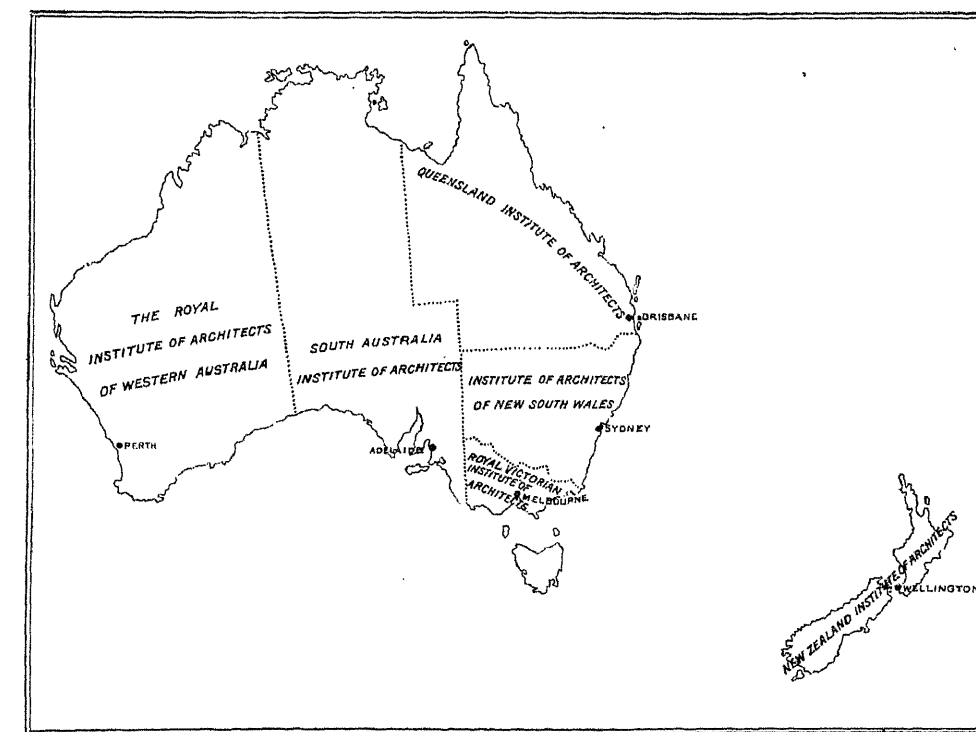 QUEENSLAND INSTITUTE OF ARCHITECTS
BRISBANE
THE ROYAL
INSTITUTE OF ARCHITECTS
OF WESTERN AUSTRALIA
SOUTH AUSTRALIA
INSTITUTE OF ARCHITECTS
INSTITUTE OF ARCHITECTS
OF NEW SOUTH WALES
SYDNEY
PERTH
ADELAIDE
ROYAL VICTORIAN
INSTITUTE OF
ARCHITECTS.
MELBOURNE
NEW ZEALAND INSTITUTE OF ARCHITECTS
WELLINGTON